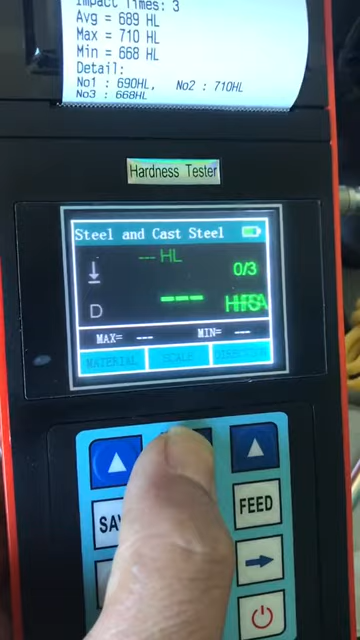 Impact Times: 3
Avg = 689 HL
Max = 710 HL
Min = 668 HL
Detail:
No1 : 690HL, No2 : 710HL
No3 : 668HL
Hardness Tester
Steel and Cast Steel
--- HL
0/3
D
---
MAX= --- MIN= ---
MATERIAL SCALE DIRECTION
FEED